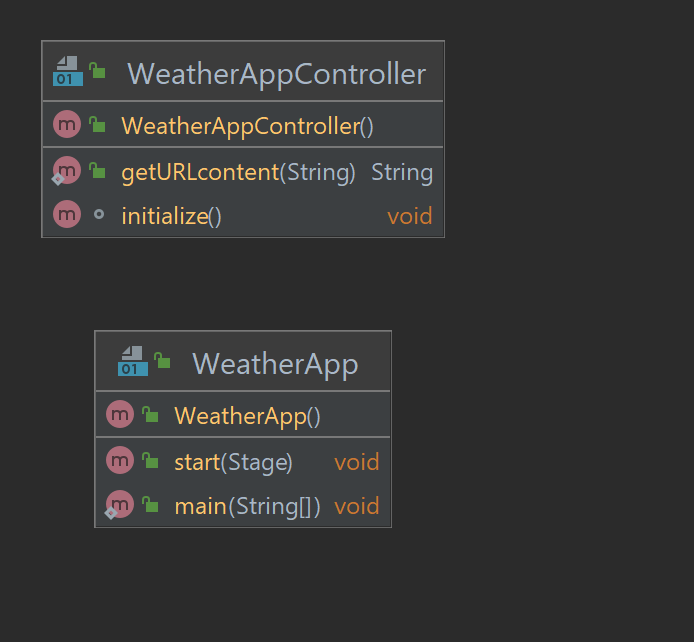 01 WeatherAppController
m WeatherAppController()
m getURLcontent(String) String
m initialize() void
01 WeatherApp
m WeatherApp()
m start(Stage) void
m main(String[]) void